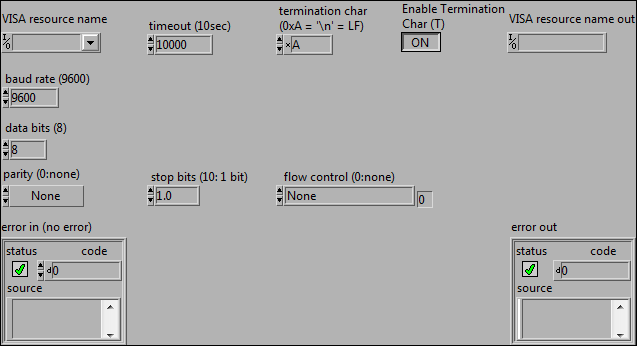 VISA resource name
timeout (10sec)
termination char
(0xA = '\n' = LF)
Enable Termination
Char (T)
VISA resource name out
I/O
10000
×A
ON
I/O
baud rate (9600)
9600
data bits (8)
8
parity (0:none)
stop bits (10: 1 bit)
flow control (0:none)
None
1.0
None
0
error in (no error)
error out
status
code
d0
source
status
code
d0
source